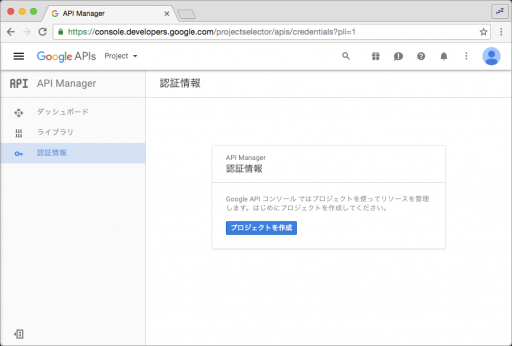 API Manager
https://console.developers.google.com/projectselector/apis/credentials?pli=1
Google APIs Project
API API Manager
認証情報
ダッシュボード
ライブラリ
認証情報
API Manager
認証情報
Google API コンソール ではプロジェクトを使ってリソースを管理
します。はじめにプロジェクトを作成してください。
プロジェクトを作成